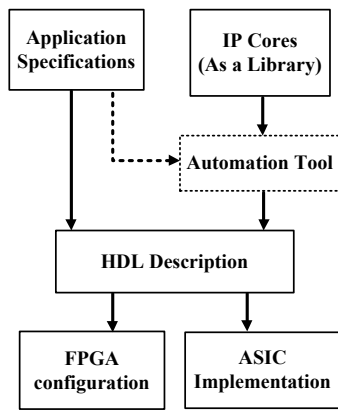 Application
Specifications
IP Cores
(As a Library)
Automation Tool
HDL Description
FPGA
configuration
ASIC
Implementation